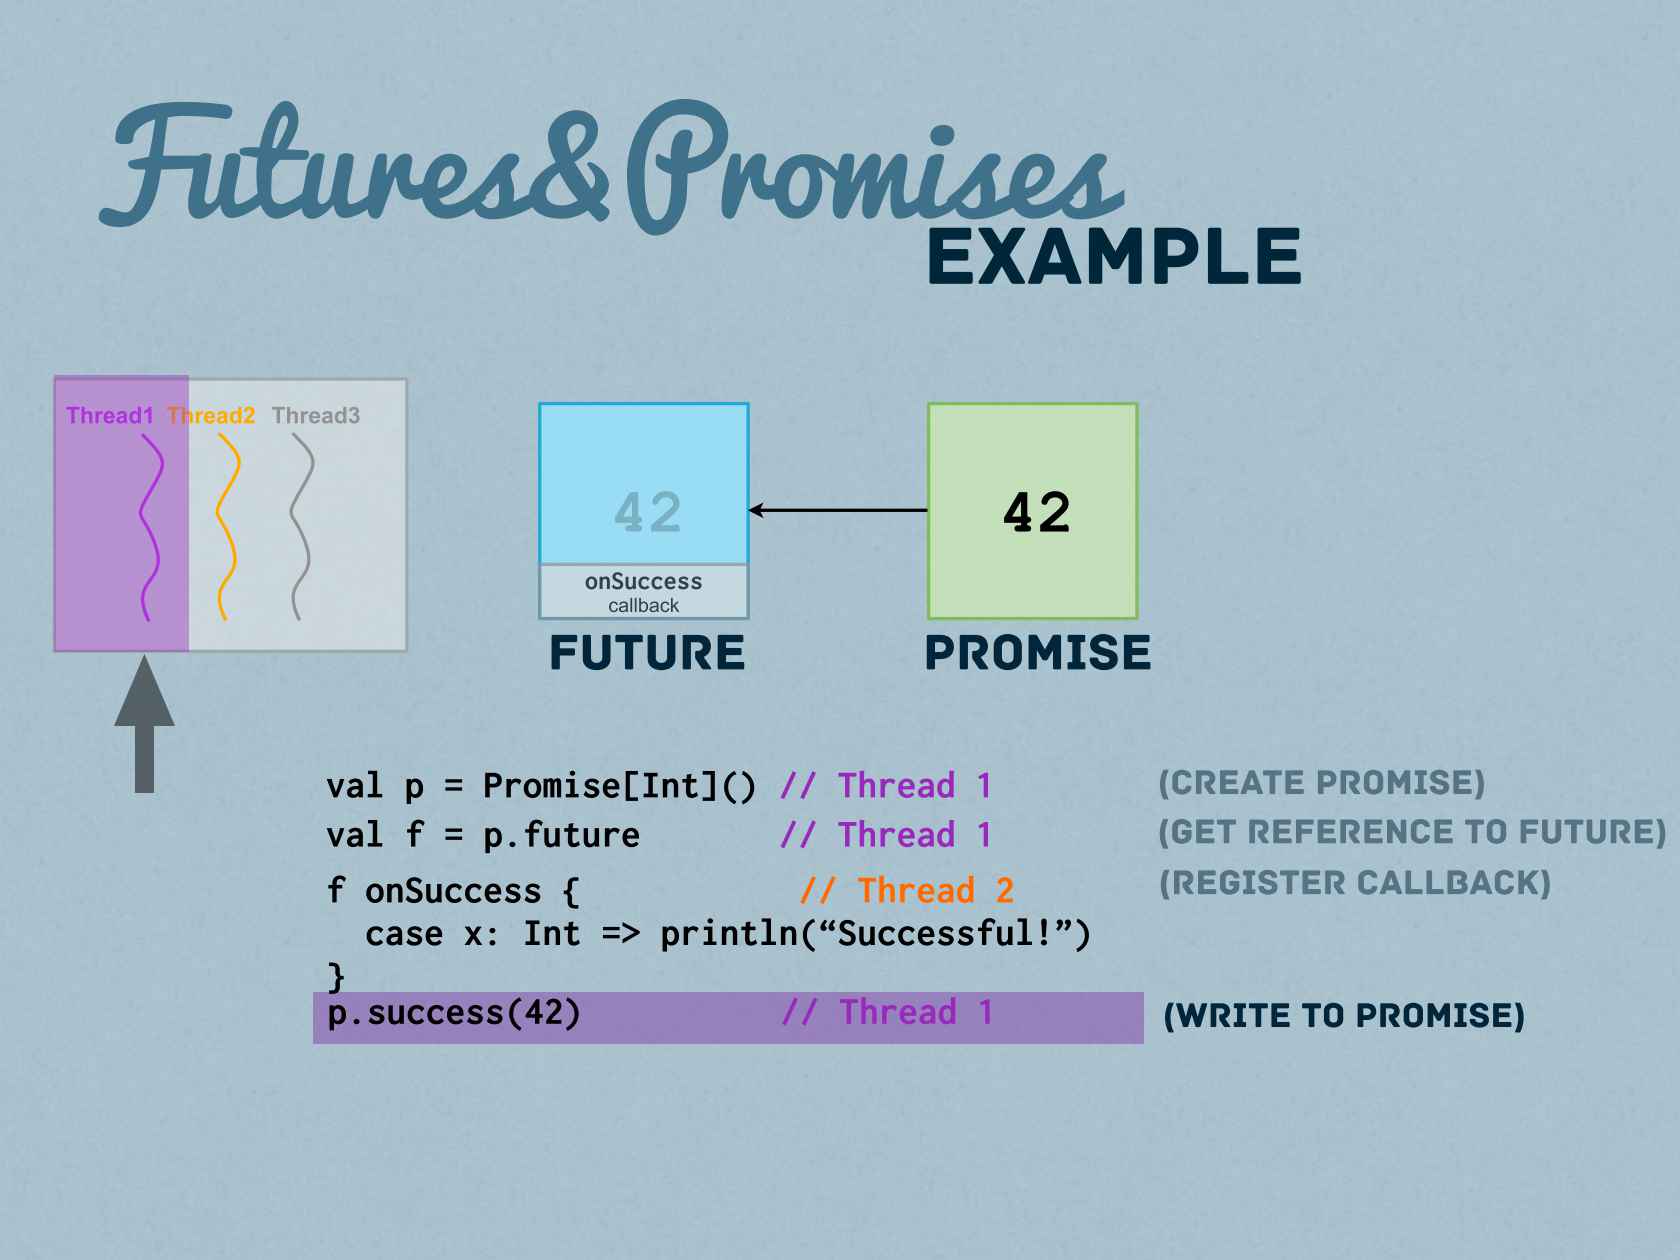 Futures&Promises
EXAMPLE
Thread1 Thread2 Thread3
42
onSuccess
callback
FUTURE
42
PROMISE
val p = Promise[Int]() // Thread 1 (CREATE PROMISE)
val f = p.future // Thread 1 (GET REFERENCE TO FUTURE)
f onSuccess { // Thread 2 (REGISTER CALLBACK)
case x: Int => println(“Successful!”)
}
p.success(42) // Thread 1 (WRITE TO PROMISE)